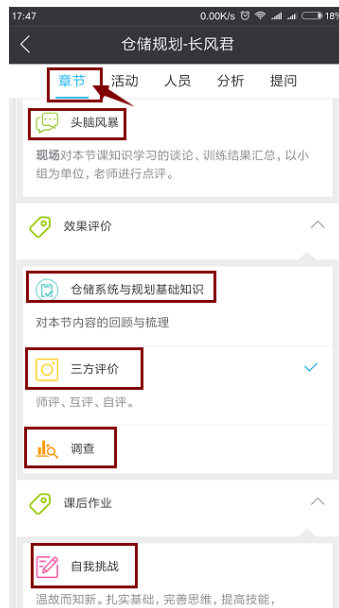 17:47 0.00K/s 18%
仓储规划-长风君
章节 活动 人员 分析 提问
头脑风暴
现场对本节课知识学习的谈论、训练结果汇总，以小
组为单位，老师进行点评。
效果评价
仓储系统与规划基础知识
对本节内容的回顾与梳理
三方评价
师评、互评、自评。
调查
课后作业
自我挑战
温故而知新。扎实基础，完善思维，提高技能，